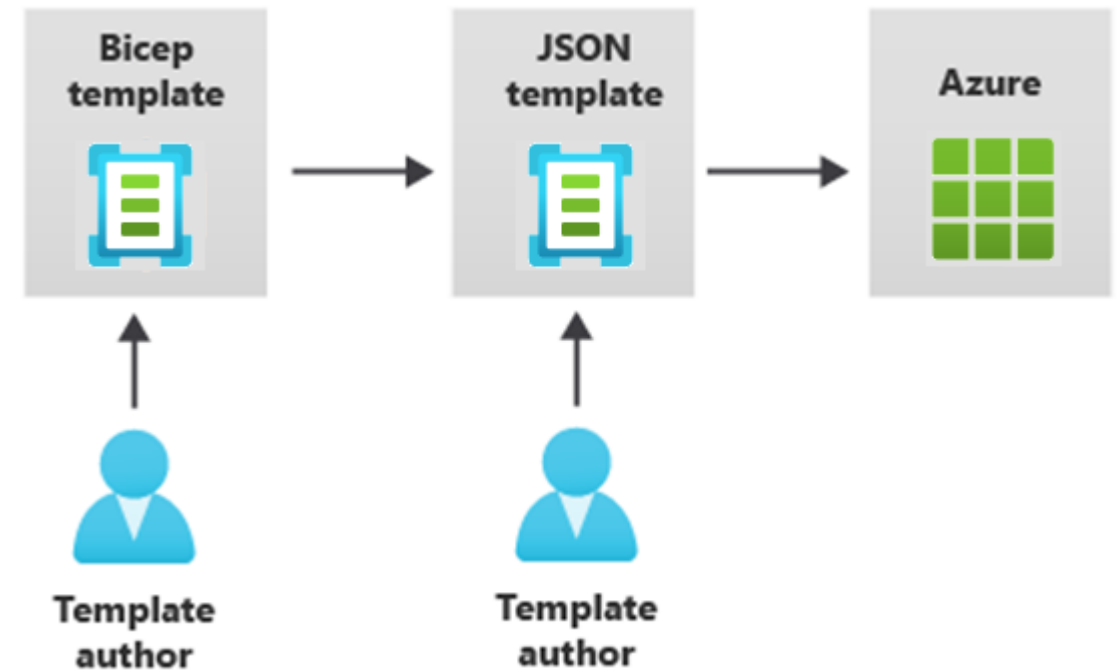 Bicep
template
JSON
template
Azure
Template
author
Template
author